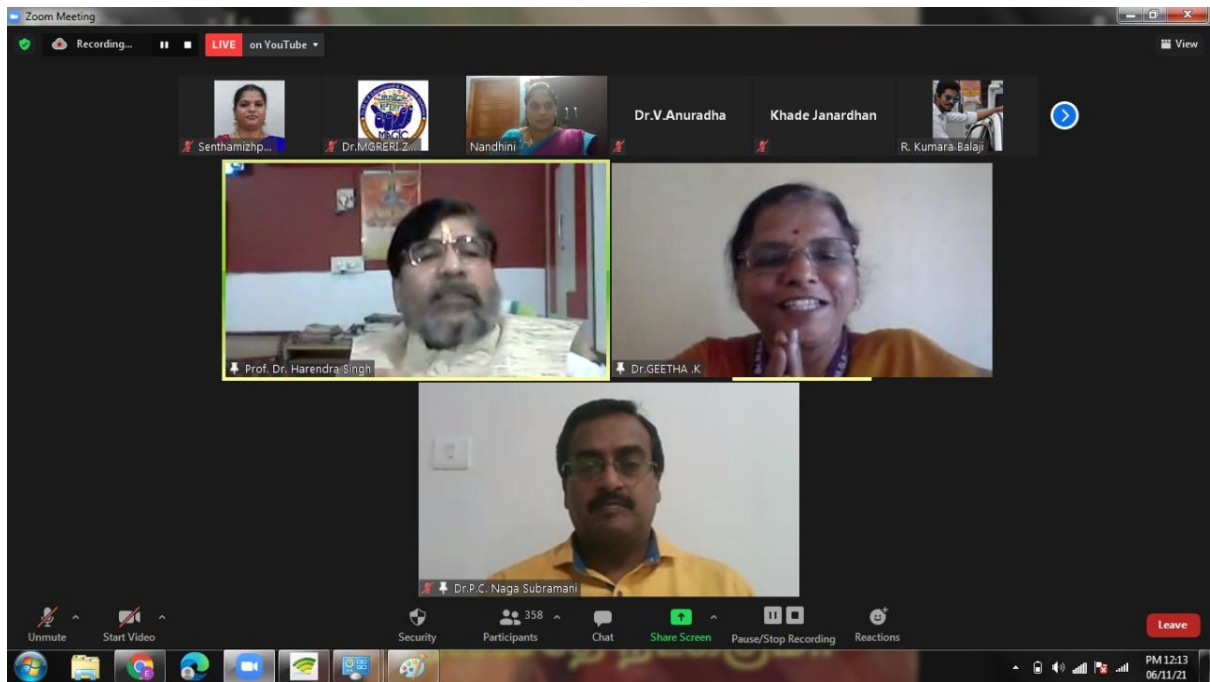 Zoom Meeting
Recording...
LIVE on YouTube
View
Senthamizhp...
MAGIC
Dr.MGRERI Z...
Nandhini
Dr.V.Anuradha
Khade Janardhan
R. Kumara Balaji
Prof. Dr. Harendra Singh
Dr.GEETHA .K
Dr.P.C. Naga Subramani
Unmute
Start Video
Security
358
Participants
Chat
Share Screen
Pause/Stop Recording
Reactions
Leave
PM 12:13
06/11/21